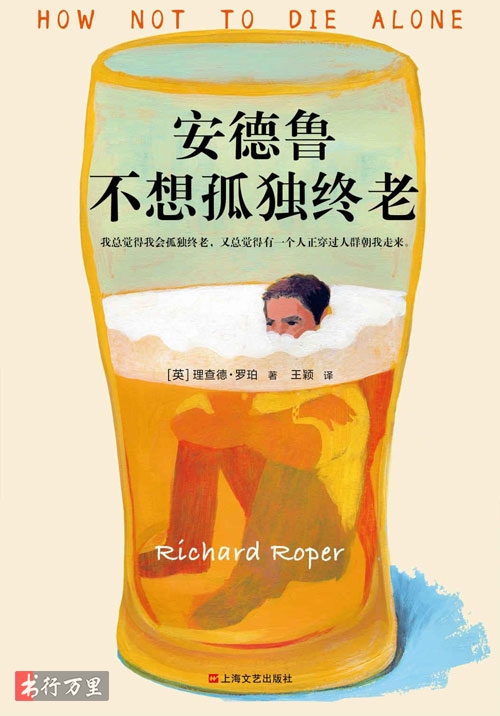 HOW NOT TO DIE ALONE
安德鲁
不想孤独终老
我总觉得我会孤独终老，又总觉得有一个人正穿过人群朝我走来。
[英] 理查德·罗珀 著 王颖 译
Richard Roper
书行万里
上海文艺出版社